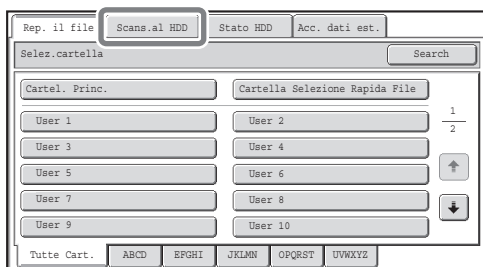 Rep. il file Scans.al HDD Stato HDD Acc. dati est.
Selez.cartella Search
Cartel. Princ. Cartella Selezione Rapida File
User 1 User 2
User 3 User 4
User 5 User 6
User 7 User 8
User 9 User 10
1
2
Tutte Cart. ABCD EFGHI JKLMN OPQRST UVWXYZ